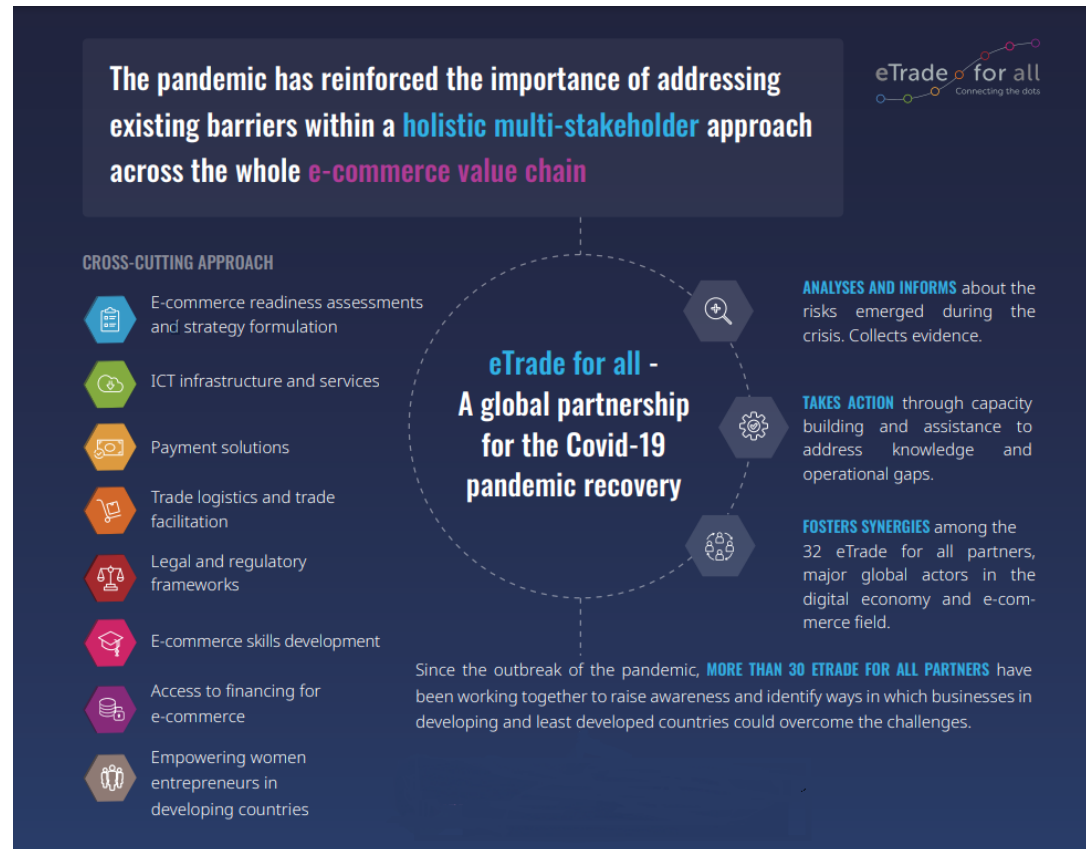 The pandemic has reinforced the importance of addressing
existing barriers within a holistic multi-stakeholder approach
across the whole e-commerce value chain
eTrade for all
Connecting the dots
CROSS-CUTTING APPROACH
E-commerce readiness assessments
and strategy formulation
ICT infrastructure and services
Payment solutions
Trade logistics and trade
facilitation
Legal and regulatory
frameworks
E-commerce skills development
Access to financing for
e-commerce
Empowering women
entrepreneurs in
developing countries
eTrade for all -
A global partnership
for the Covid-19
pandemic recovery
ANALYSES AND INFORMS about the
risks emerged during the
crisis. Collects evidence.
TAKES ACTION through capacity
building and assistance to
address knowledge and
operational gaps.
FOSTERS SYNERGIES among the
32 eTrade for all partners,
major global actors in the
digital economy and e-com-
merce field.
Since the outbreak of the pandemic, MORE THAN 30 ETRADE FOR ALL PARTNERS have
been working together to raise awareness and identify ways in which businesses in
developing and least developed countries could overcome the challenges.